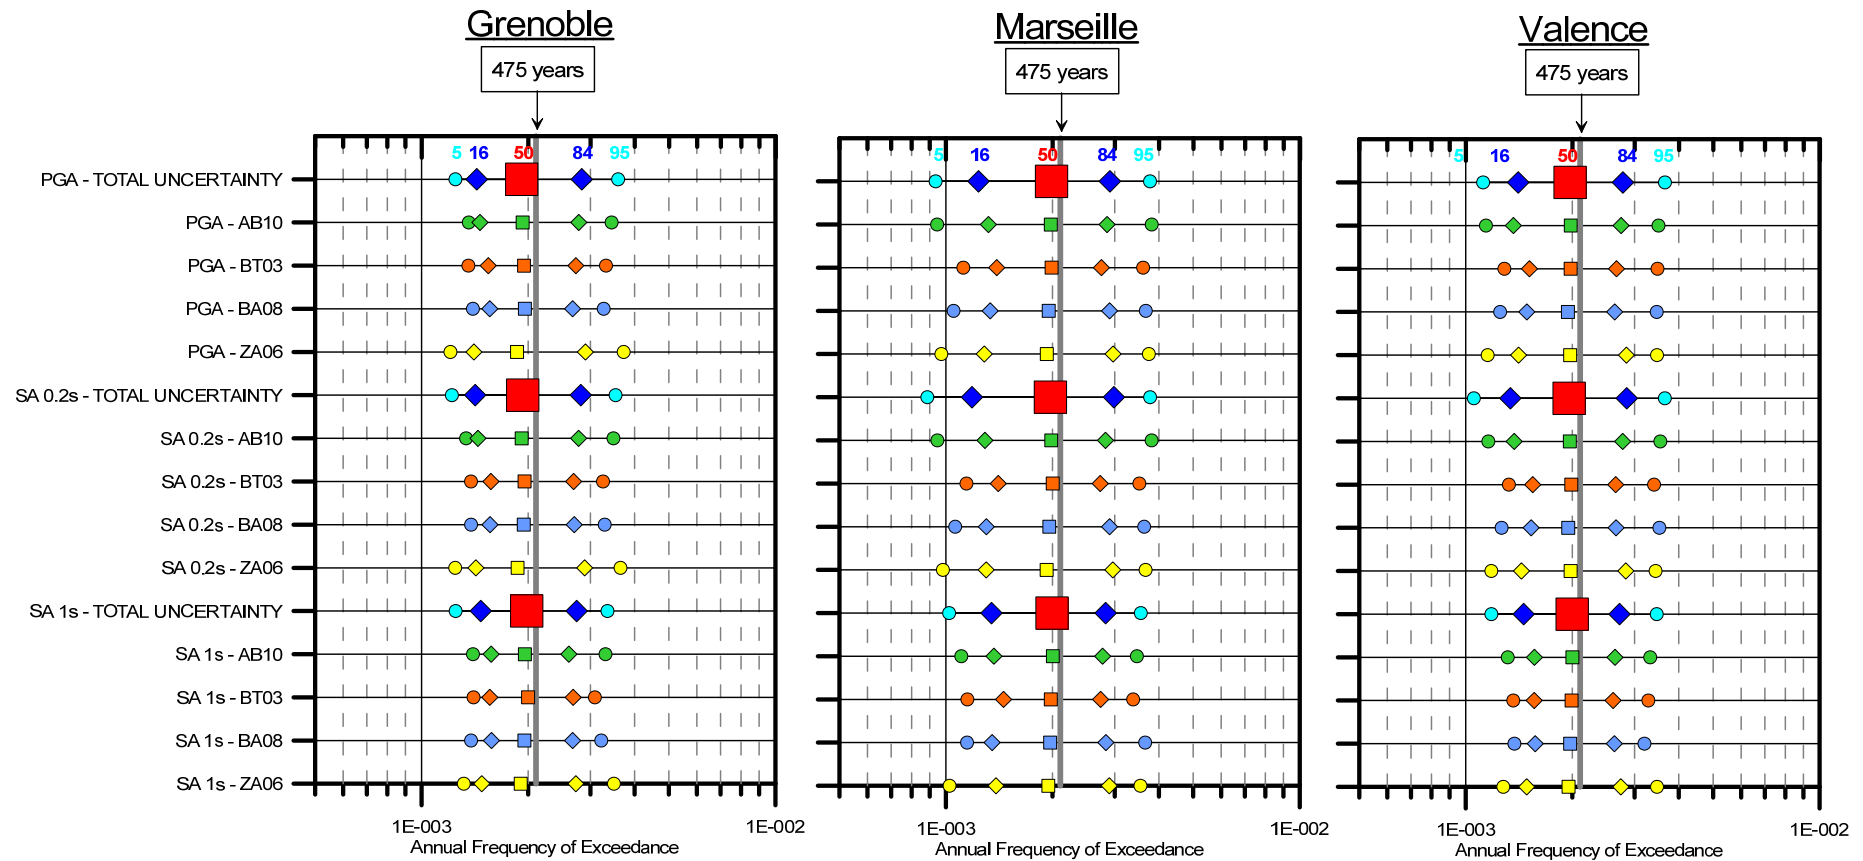 Grenoble
Marseille
Valence
475 years
475 years
475 years
5 16 50 84 95
5 16 50 84 95
5 16 50 84 95
PGA - TOTAL UNCERTAINTY
PGA - AB10
PGA - BT03
PGA - BA08
PGA - ZA06
SA 0.2s - TOTAL UNCERTAINTY
SA 0.2s - AB10
SA 0.2s - BT03
SA 0.2s - BA08
SA 0.2s - ZA06
SA 1s - TOTAL UNCERTAINTY
SA 1s - AB10
SA 1s - BT03
SA 1s - BA08
SA 1s - ZA06
1E-003 1E-002
1E-003 1E-002
1E-003 1E-002
Annual Frequency of Exceedance
Annual Frequency of Exceedance
Annual Frequency of Exceedance